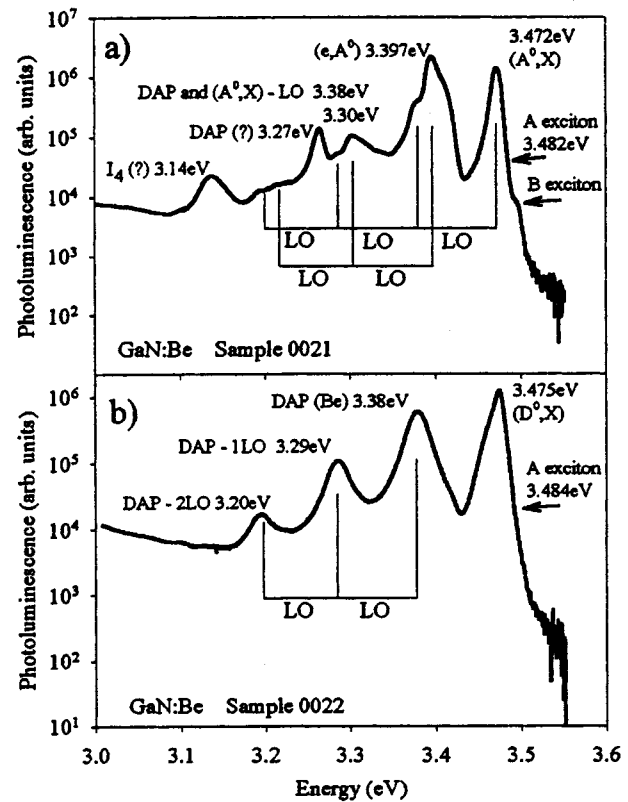 a)
Photoluminescence (arb. units)
10⁷
10⁶
10⁵
10⁴
10³
10²
(e,A⁰) 3.397eV
3.472eV
(A⁰,X)
DAP and (A⁰,X) - LO 3.38eV
3.30eV
DAP (?) 3.27eV
I₄ (?) 3.14eV
A exciton
3.482eV
B exciton
LO LO LO
LO LO
GaN:Be Sample 0021
b)
Photoluminescence (arb. units)
10⁶
10⁵
10⁴
10³
10²
10¹
DAP (Be) 3.38eV
3.475eV
(D⁰,X)
DAP - 1LO 3.29eV
A exciton
3.484eV
DAP - 2LO 3.20eV
LO LO
GaN:Be Sample 0022
3.0 3.1 3.2 3.3 3.4 3.5 3.6
Energy (eV)